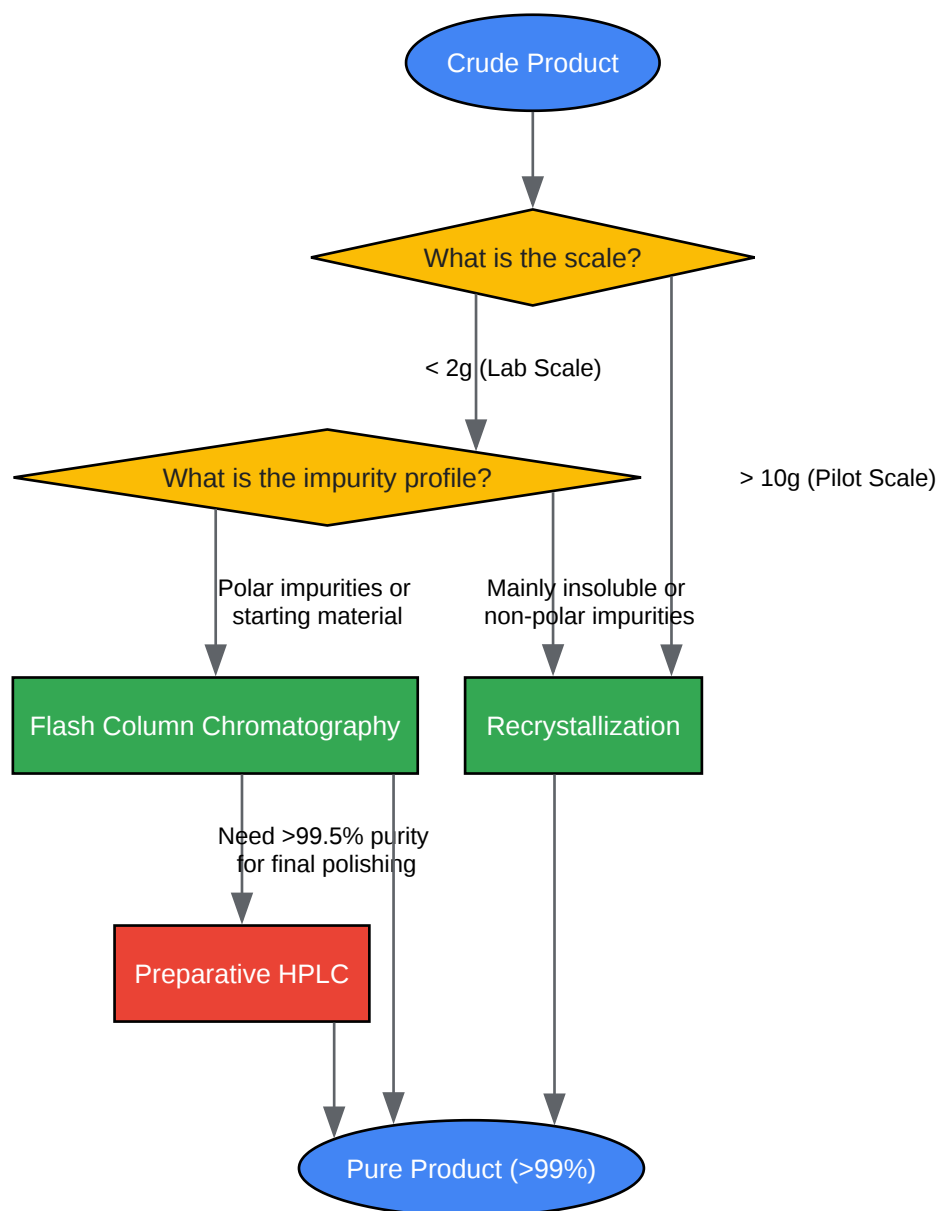 Crude Product
What is the scale?
< 2g (Lab Scale)
What is the impurity profile?
> 10g (Pilot Scale)
Polar impurities or
starting material
Mainly insoluble or
non-polar impurities
Flash Column Chromatography
Recrystallization
Need >99.5% purity
for final polishing
Preparative HPLC
Pure Product (>99%)